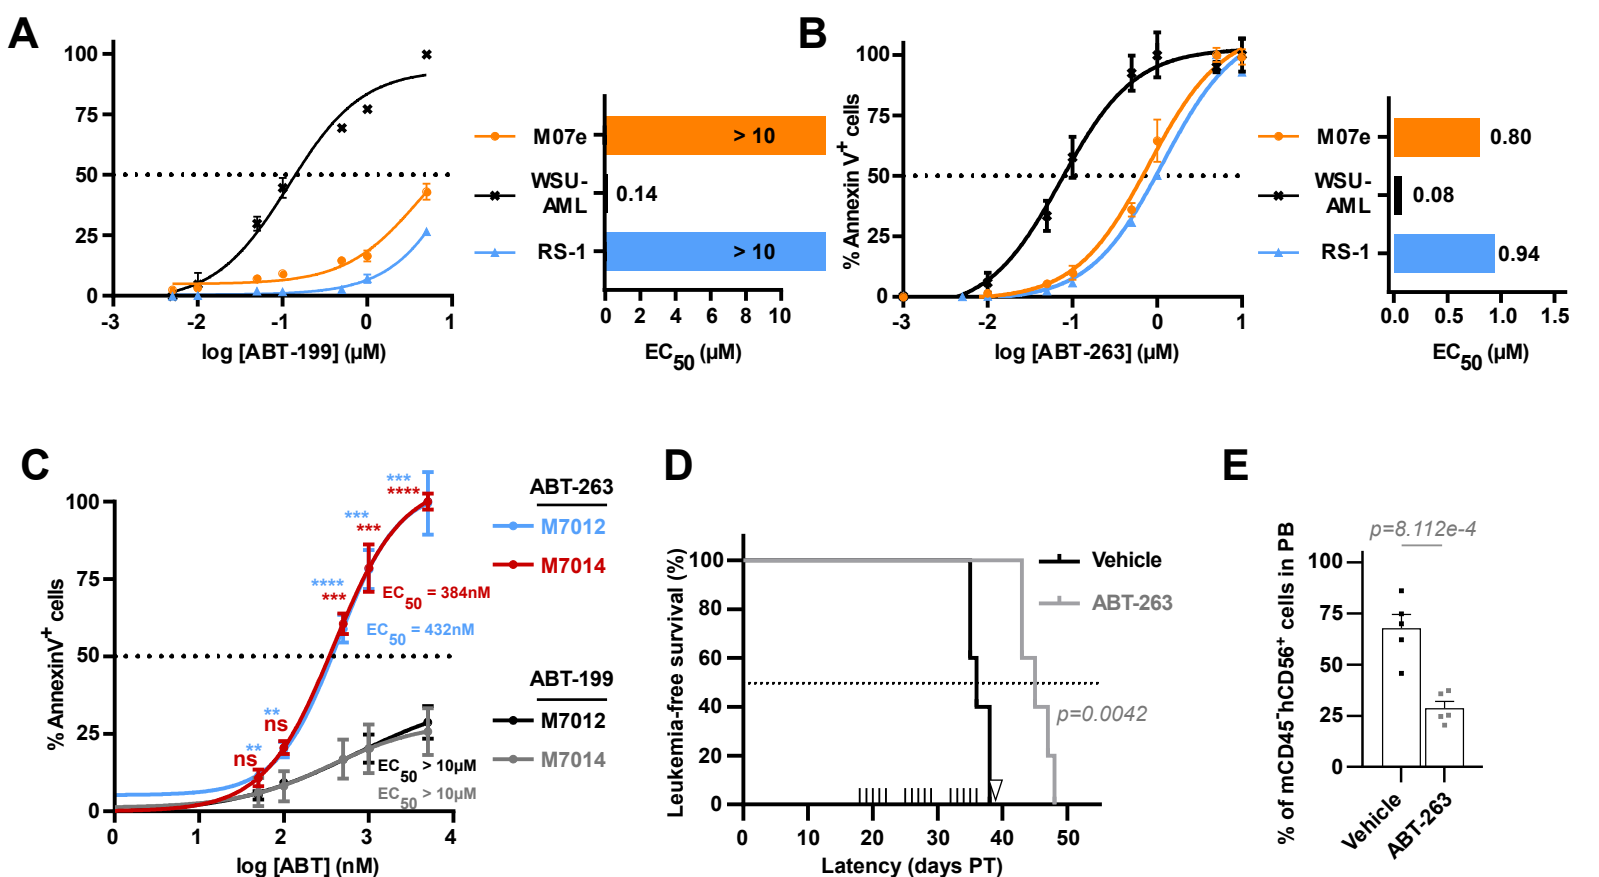 A
100
75
50
25
0
-3 -2 -1 0 1
log [ABT-199] (µM)
M07e
WSU-
AML
RS-1
> 10
0.14
> 10
0 2 4 6 8 10
EC50 (µM)
B
% Annexin V+ cells
100
75
50
25
0
-3 -2 -1 0 1
log [ABT-263] (µM)
M07e
WSU-
AML
RS-1
0.80
0.08
0.94
0.0 0.5 1.0 1.5
EC50 (µM)
C
% AnnexinV+ cells
100
75
50
25
0
0 1 2 3 4
log [ABT] (nM)
***
****
***
***
****
***
**
ns
**
ns
EC50 = 384nM
EC50 = 432nM
EC50 > 10µM
EC50 > 10µM
ABT-263
M7012
M7014
ABT-199
M7012
M7014
D
Leukemia-free survival (%)
100
80
60
40
20
0
0 10 20 30 40 50
Latency (days PT)
Vehicle
ABT-263
p=0.0042
E
% of mCD45-hCD56+ cells in PB
p=8.112e-4
100
75
50
25
0
Vehicle
ABT-263